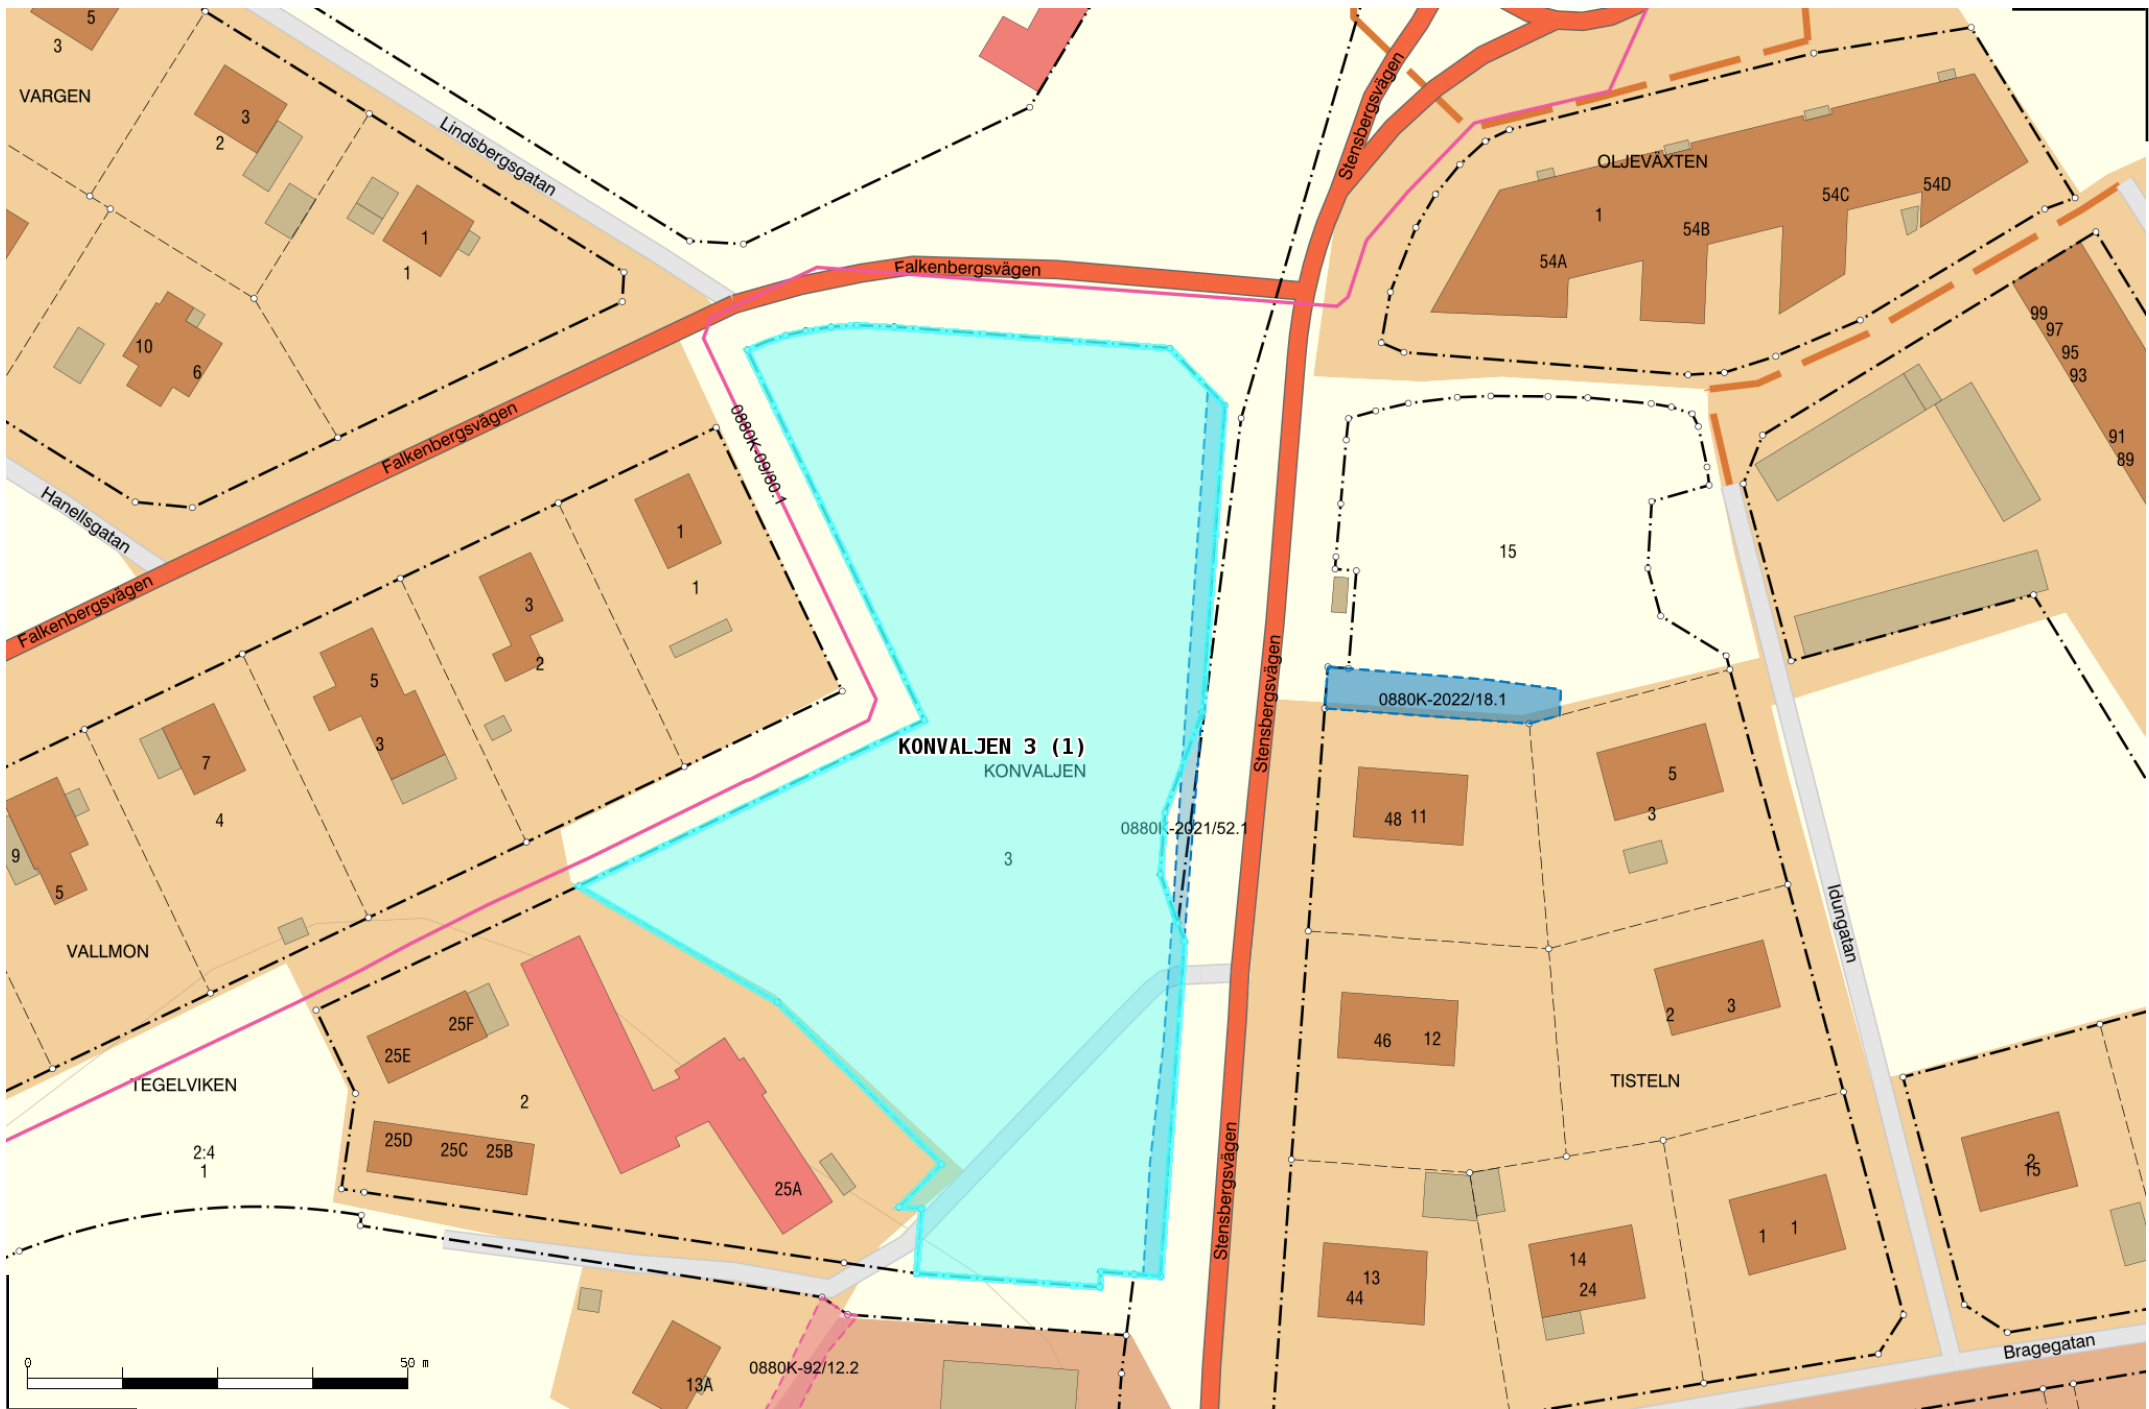 5
3
VARGEN
3
2
Lindsbergsgatan
1
1
10
6
Hanellsgatan
Falkenbergsvägen
Falkenbergsvägen
Falkenbergsvägen
Stensbergsvägen
OLJEVÄXTEN
1
54A
54B
54C
54D
99
97
95
93
91
89
0880K-09/80.1
1
1
3
2
5
3
7
4
9
5
VALLMON
KONVALJEN 3 (1)
KONVALJEN
3
0880K-2021/52.1
15
0880K-2022/18.1
Stensbergsvägen
48 11
5
3
46 12
2 3
TISTELN
Idungatan
25F
25E
2
25D
25C
25B
25A
TEGELVIKEN
2:4
1
Stensbergsvägen
13
44
14
24
1 1
2
15
Bragegatan
0880K-92/12.2
13A
0 50 m